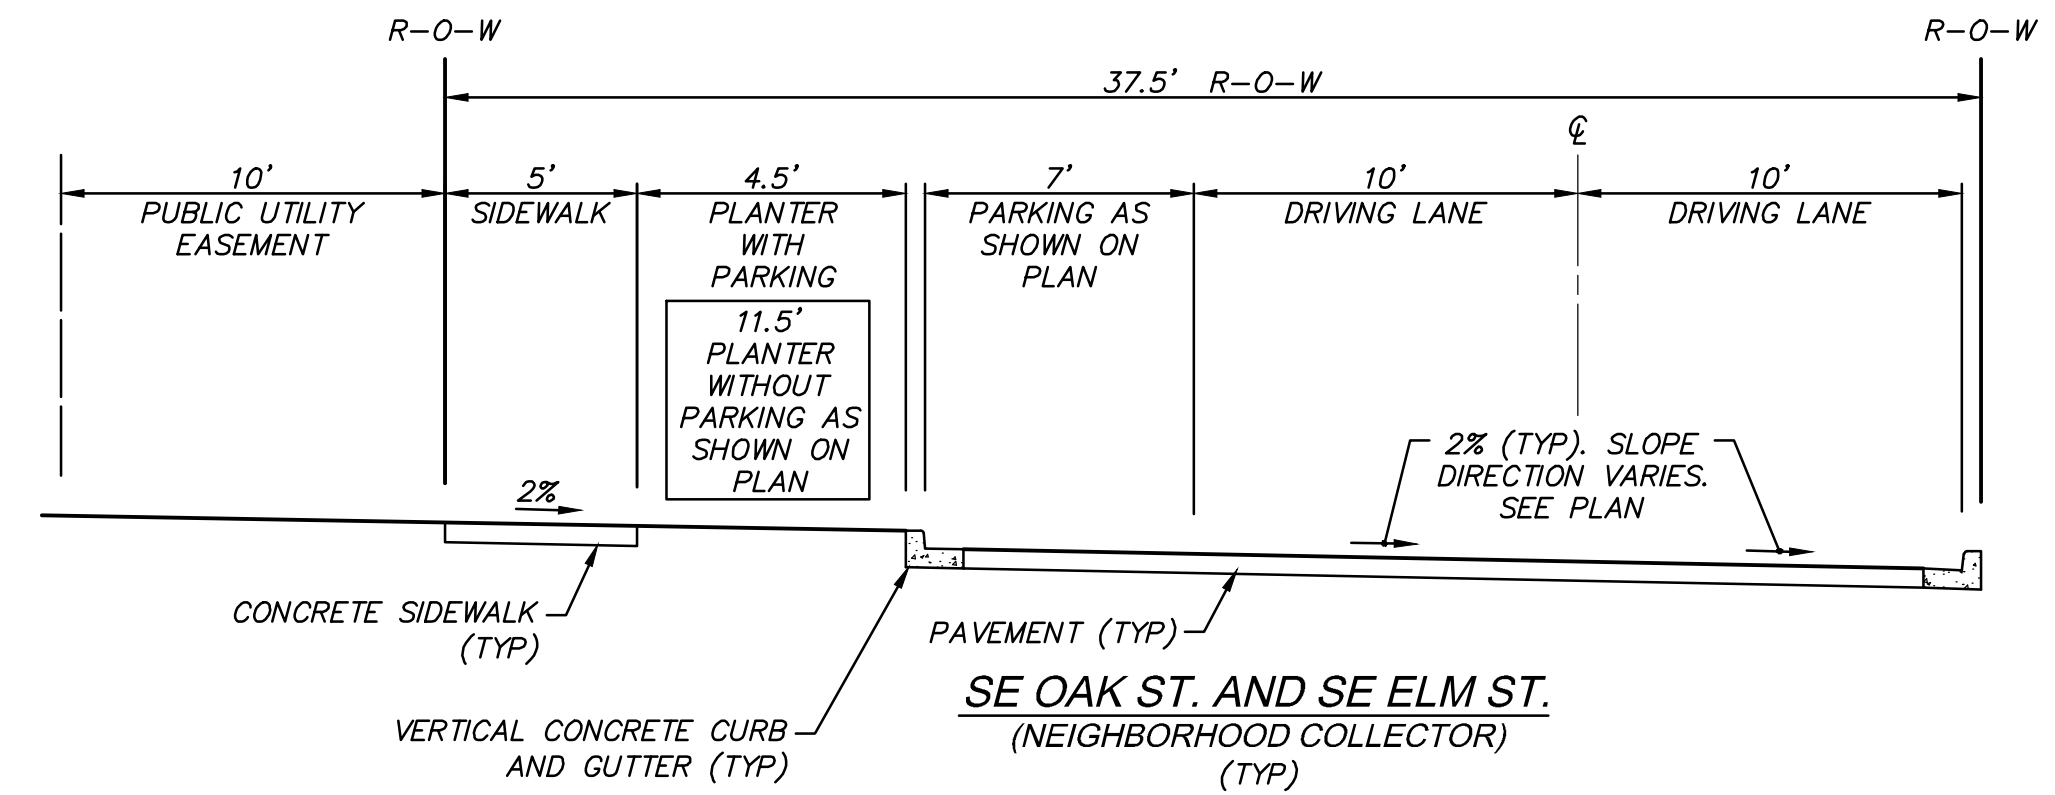 R-O-W
R-O-W
37.5' R-O-W
℄
10'
PUBLIC UTILITY
EASEMENT
5'
SIDEWALK
4.5'
PLANTER
WITH
PARKING
11.5'
PLANTER
WITHOUT
PARKING AS
SHOWN ON
PLAN
7'
PARKING AS
SHOWN ON
PLAN
10'
DRIVING LANE
10'
DRIVING LANE
2%
2% (TYP). SLOPE
DIRECTION VARIES.
SEE PLAN
CONCRETE SIDEWALK
(TYP)
PAVEMENT (TYP)
VERTICAL CONCRETE CURB
AND GUTTER (TYP)
SE OAK ST. AND SE ELM ST.
(NEIGHBORHOOD COLLECTOR)
(TYP)